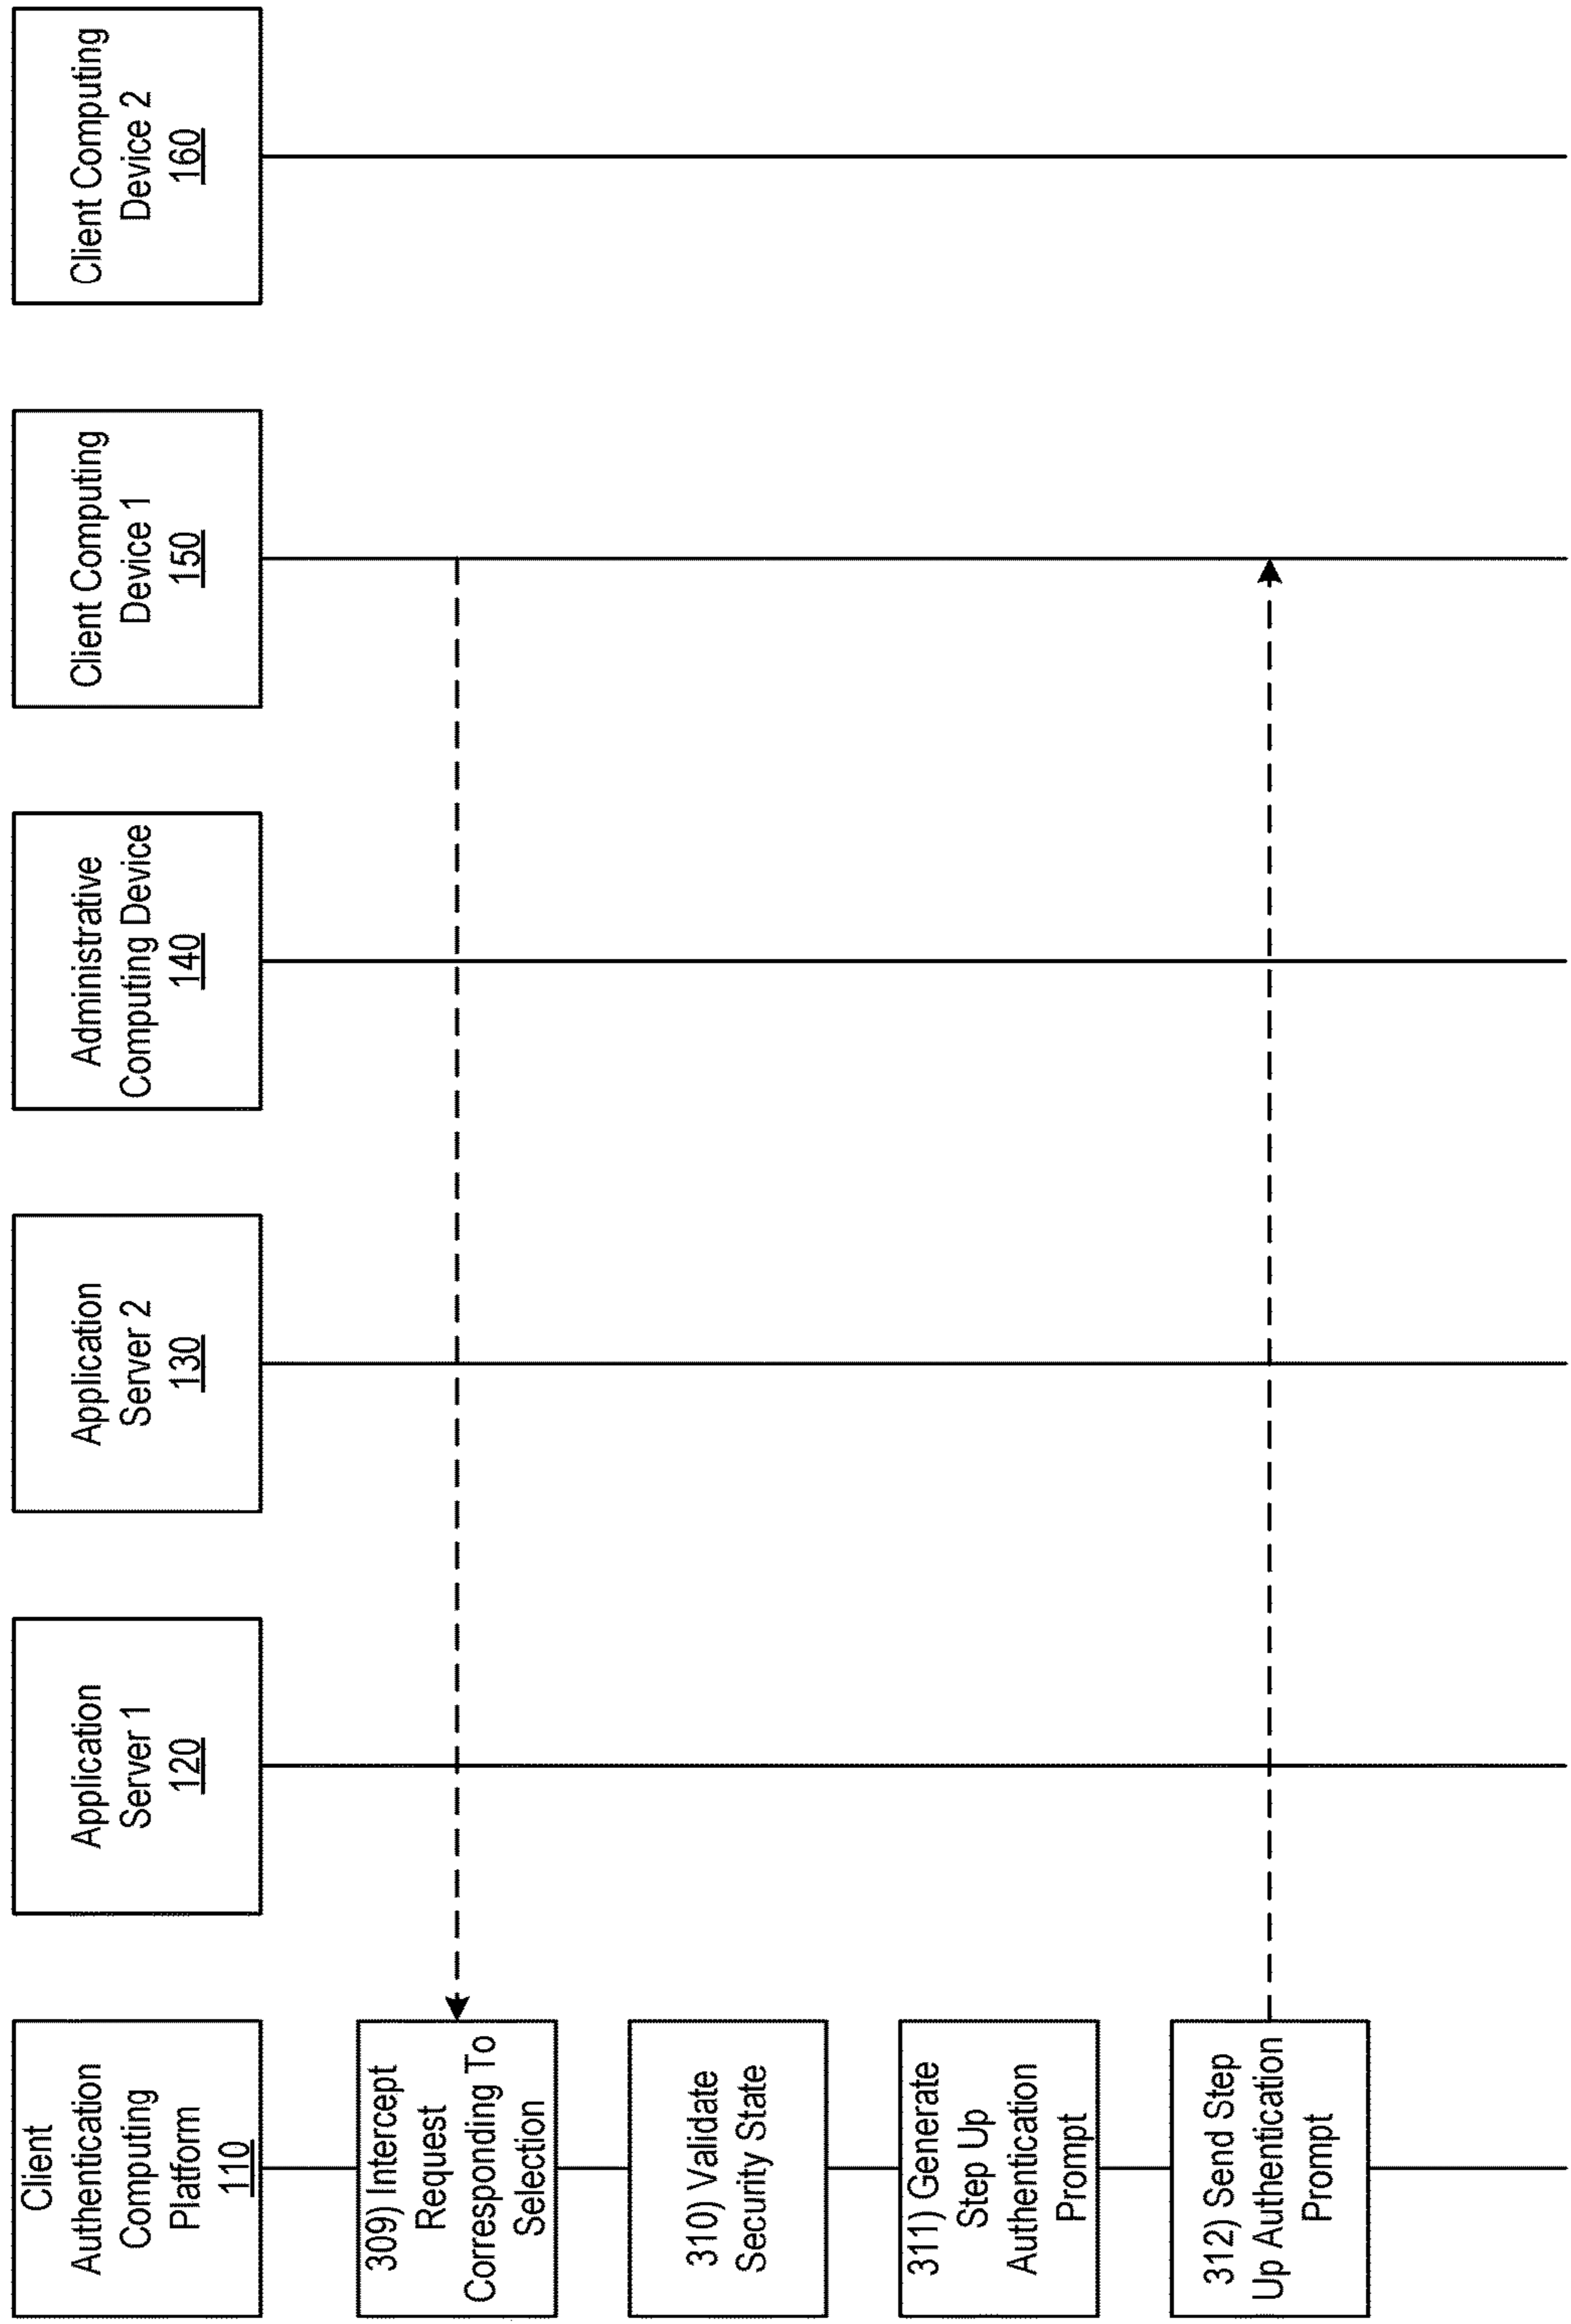 Client
Authentication
Computing
Platform
110
Application
Server 1
120
Application
Server 2
130
Administrative
Computing Device
140
Client Computing
Device 1
150
Client Computing
Device 2
160
309) Intercept
Request
Corresponding To
Selection
310) Validate
Security State
311) Generate
Step Up
Authentication
Prompt
312) Send Step
Up Authentication
Prompt